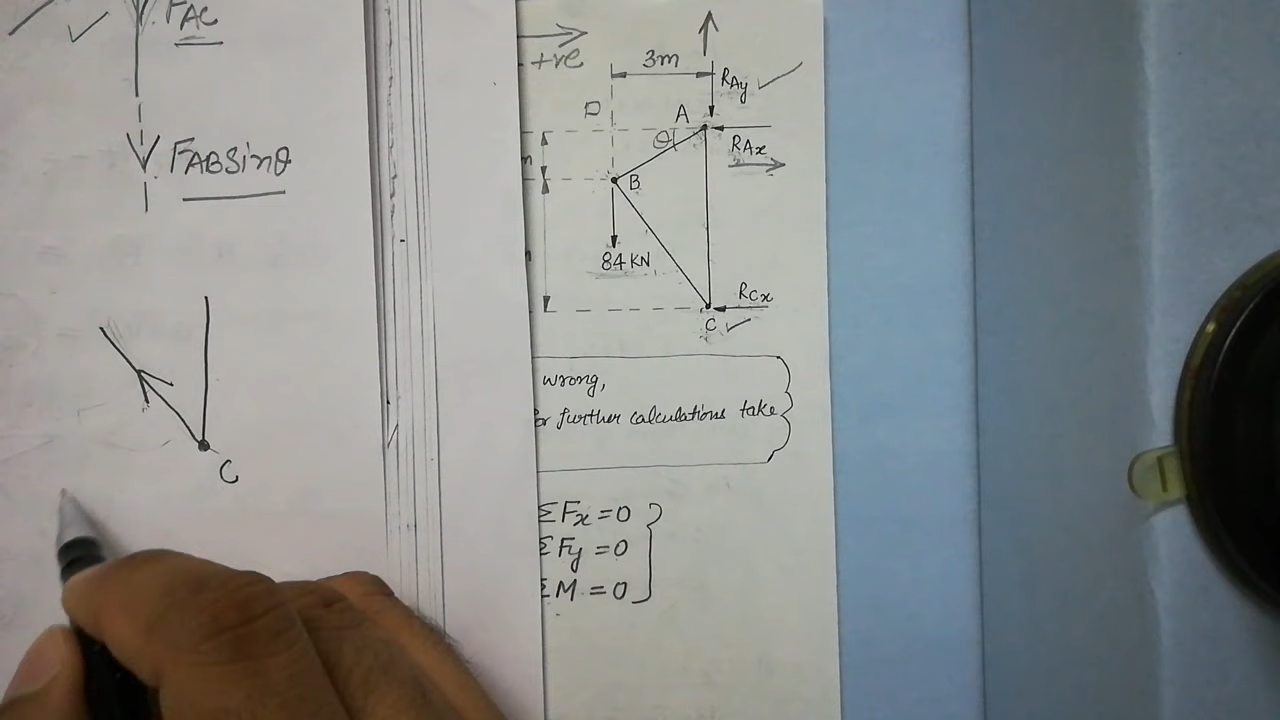 FAC
FABsinθ
C
+ve
3m
RAy
D
A
θ
RAx
B
84 KN
RCx
C
wrong,
for further calculations take
ΣFx = 0
ΣFy = 0
ΣM = 0